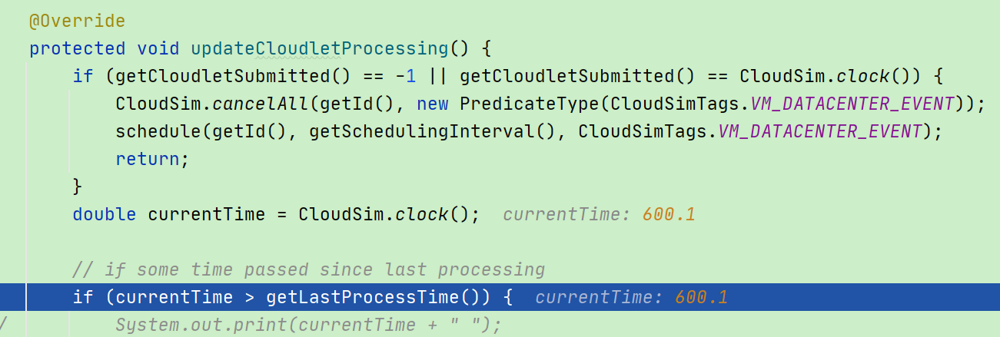 @Override
protected void updateCloudletProcessing() {
if (getCloudletSubmitted() == -1 || getCloudletSubmitted() == CloudSim.clock()) {
CloudSim.cancelAll(getId(), new PredicateType(CloudSimTags.VM_DATACENTER_EVENT));
schedule(getId(), getSchedulingInterval(), CloudSimTags.VM_DATACENTER_EVENT);
return;
}
double currentTime = CloudSim.clock(); currentTime: 600.1
// if some time passed since last processing
if (currentTime > getLastProcessTime()) { currentTime: 600.1
/ System.out.print(currentTime + " ");